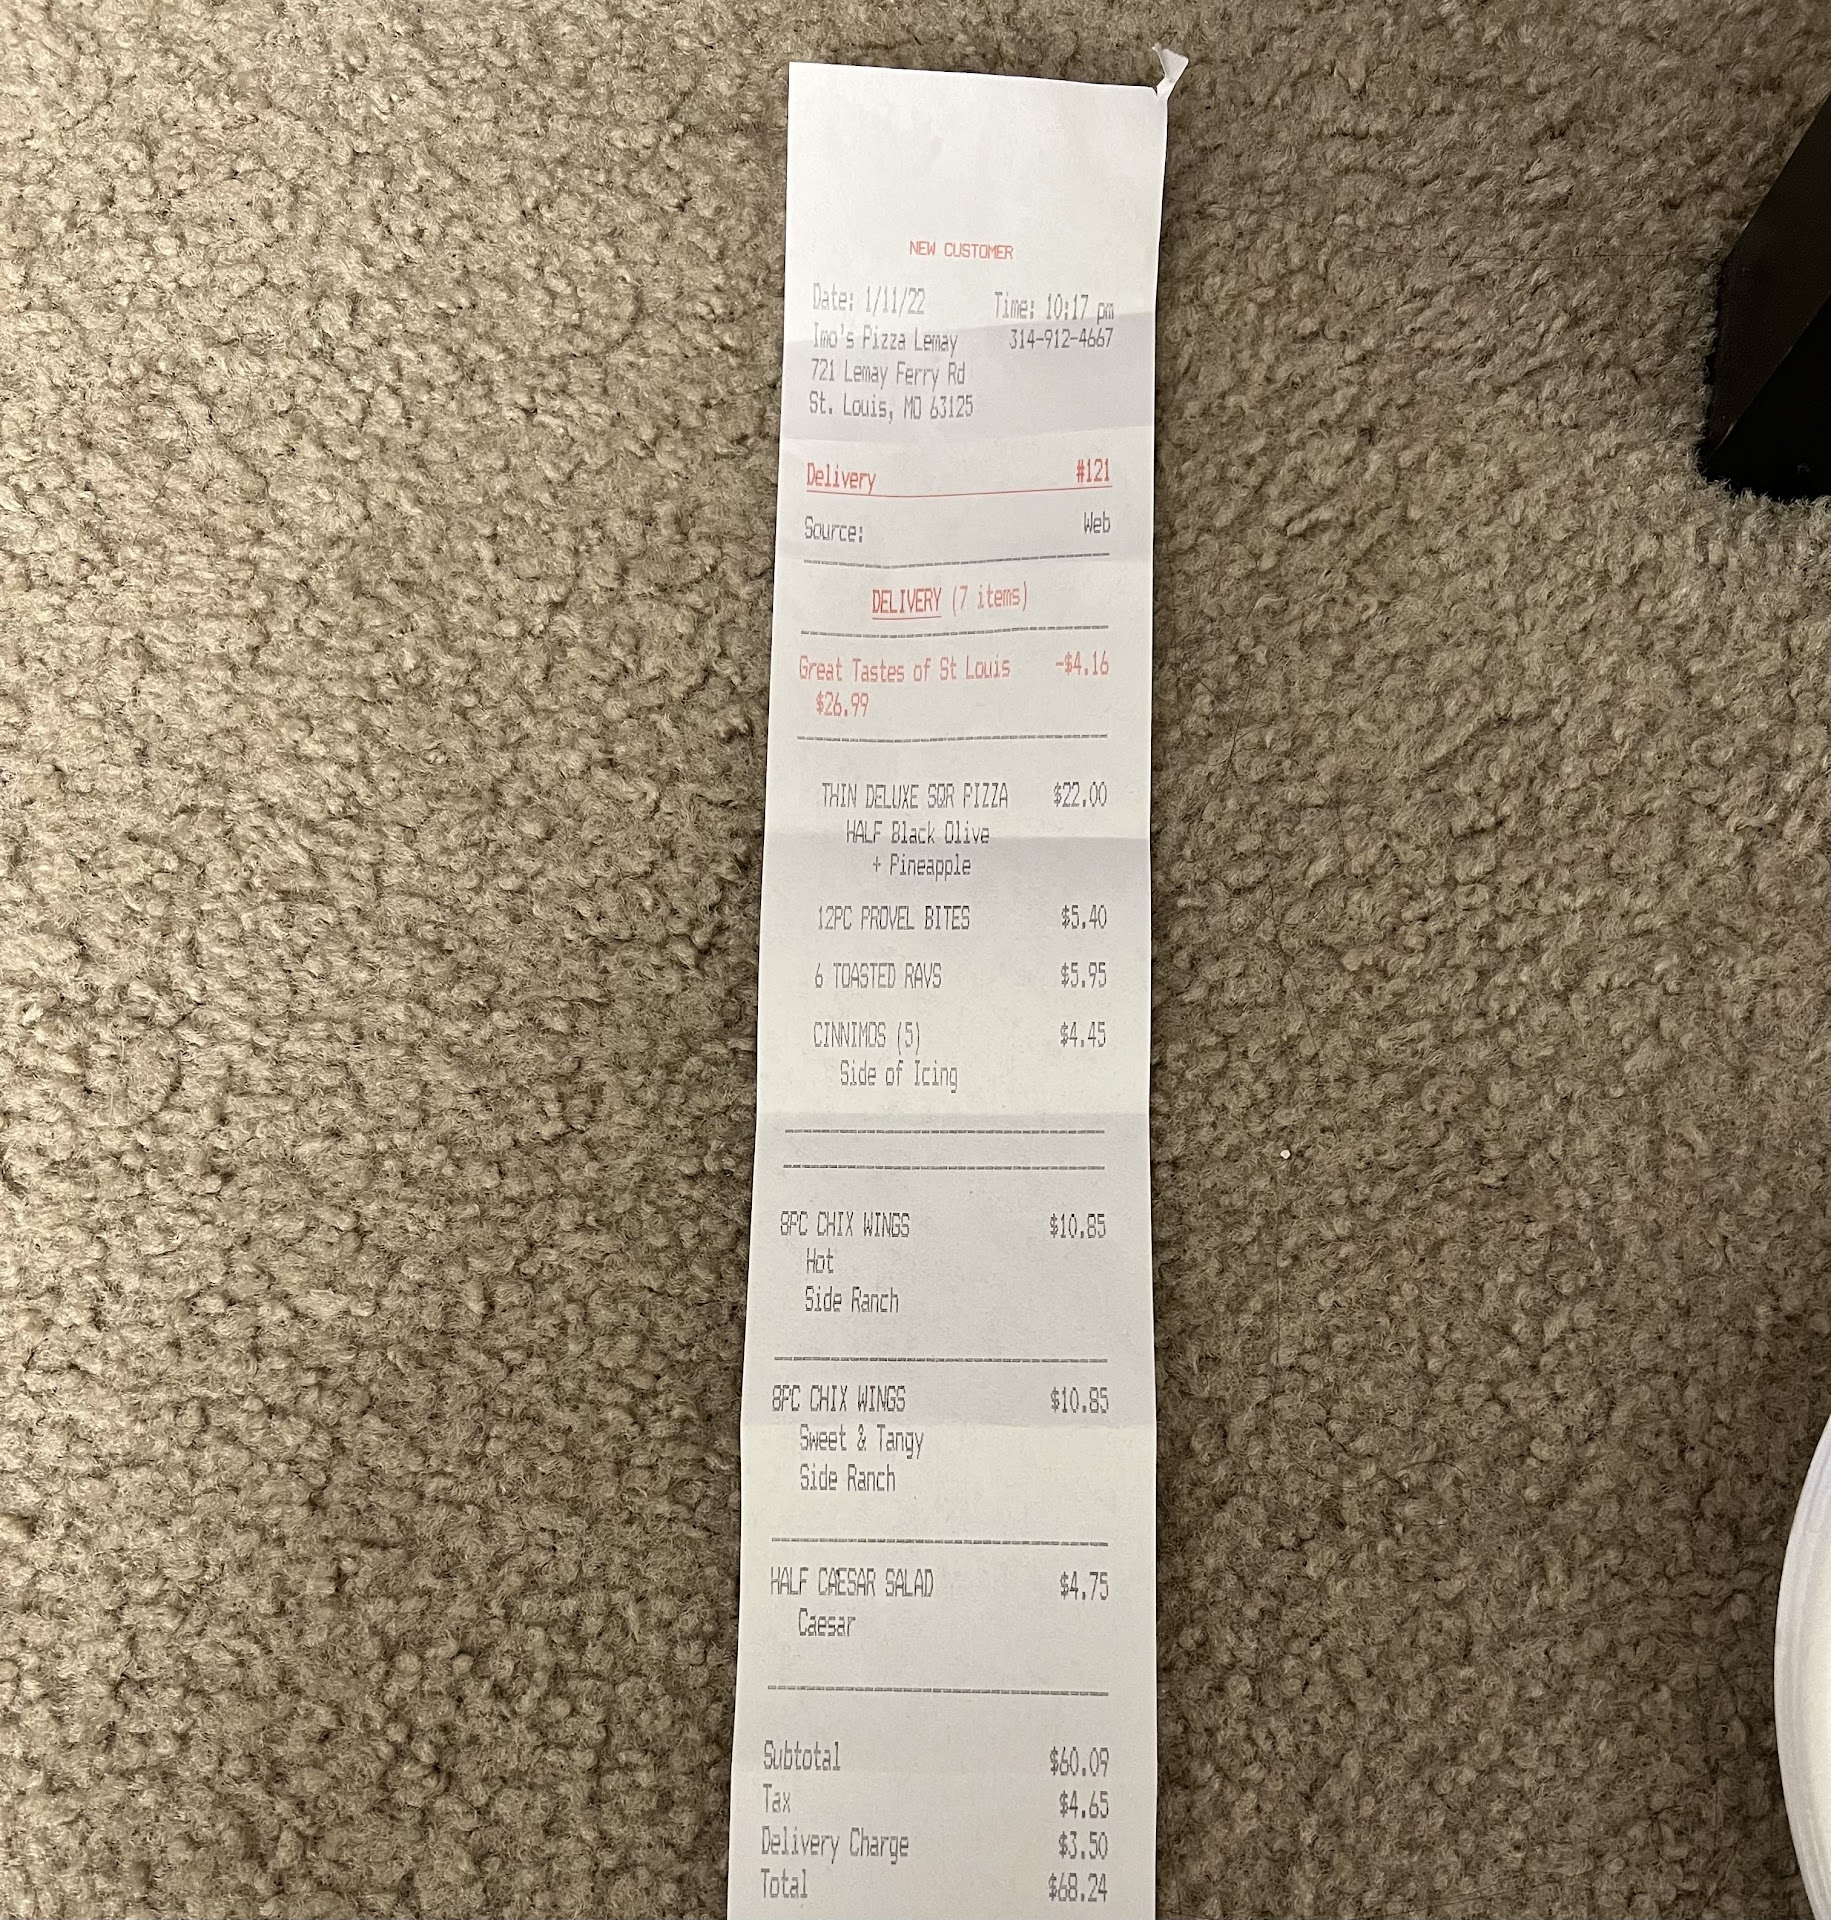 NEW CUSTOMER
Date: 1/11/22 Time: 10:17 pm
Imo's Pizza Lemay 314-912-4667
721 Lemay Ferry Rd
St. Louis, MO 63125
Delivery #121
Source: Web
DELIVERY (7 items)
Great Tastes of St Louis -$4.16
$26.99
THIN DELUXE SQR PIZZA $22.00
HALF Black Olive
+ Pineapple
12PC PROVEL BITES $5.40
6 TOASTED RAVS $5.95
CINNIMOS (5) $4.45
Side of Icing
8PC CHIX WINGS $10.85
Hot
Side Ranch
8PC CHIX WINGS $10.85
Sweet & Tangy
Side Ranch
HALF CAESAR SALAD $4.75
Caesar
Subtotal $60.09
Tax $4.65
Delivery Charge $3.50
Total $68.24